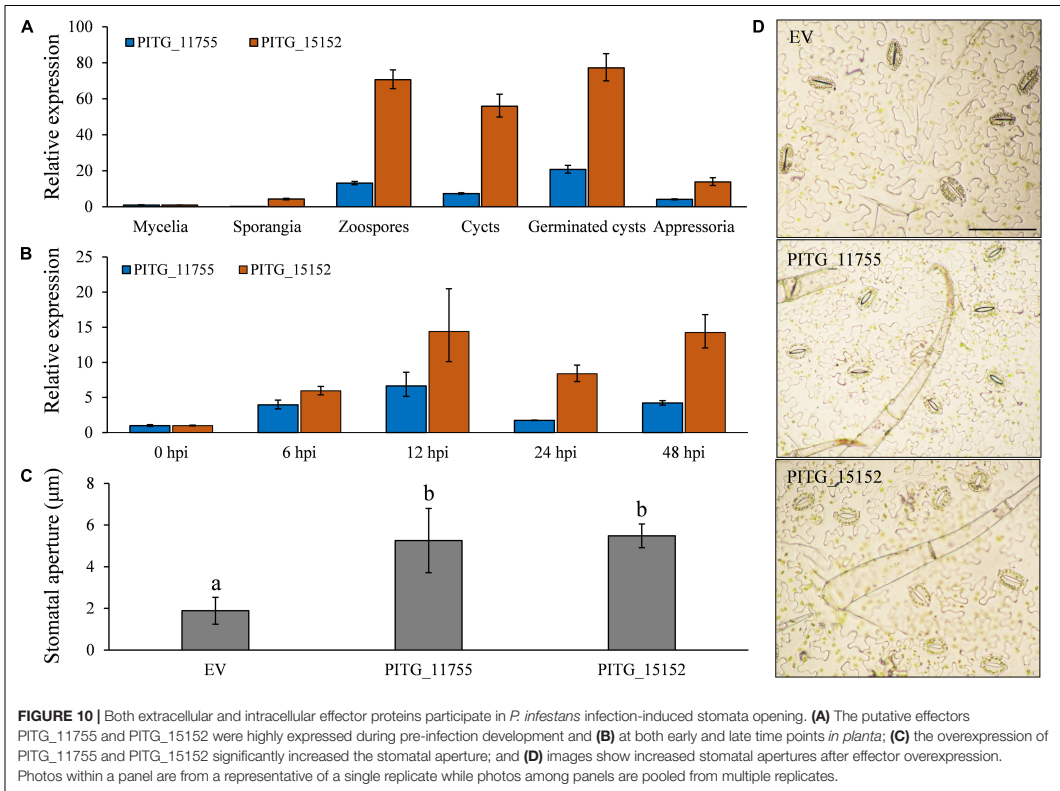 A
Relative expression
100
80
60
40
20
0
PITG_11755 PITG_15152
Mycelia Sporangia Zoospores Cycts Germinated cysts Appressoria
B
Relative expression
25
20
15
10
5
0
PITG_11755 PITG_15152
0 hpi 6 hpi 12 hpi 24 hpi 48 hpi
C
Stomatal aperture (μm)
8
6
4
2
0
a b b
EV PITG_11755 PITG_15152
D
EV
PITG_11755
PITG_15152
FIGURE 10 | Both extracellular and intracellular effector proteins participate in P. infestans infection-induced stomata opening. (A) The putative effectors
PITG_11755 and PITG_15152 were highly expressed during pre-infection development and (B) at both early and late time points in planta; (C) the overexpression of
PITG_11755 and PITG_15152 significantly increased the stomatal aperture; and (D) images show increased stomatal apertures after effector overexpression.
Photos within a panel are from a representative of a single replicate while photos among panels are pooled from multiple replicates.